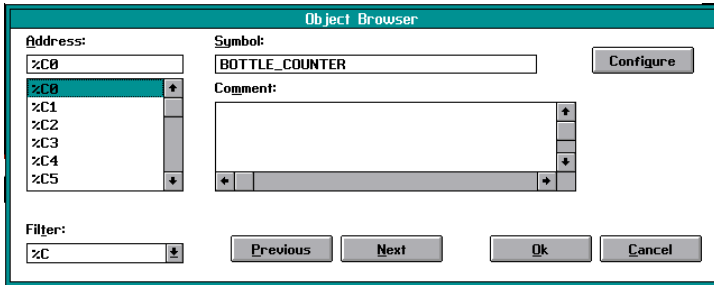 Object Browser
Address:
%C0
%C0
%C1
%C2
%C3
%C4
%C5
Symbol:
BOTTLE_COUNTER
Configure
Comment:
Filter:
%C
Previous
Next
Ok
Cancel